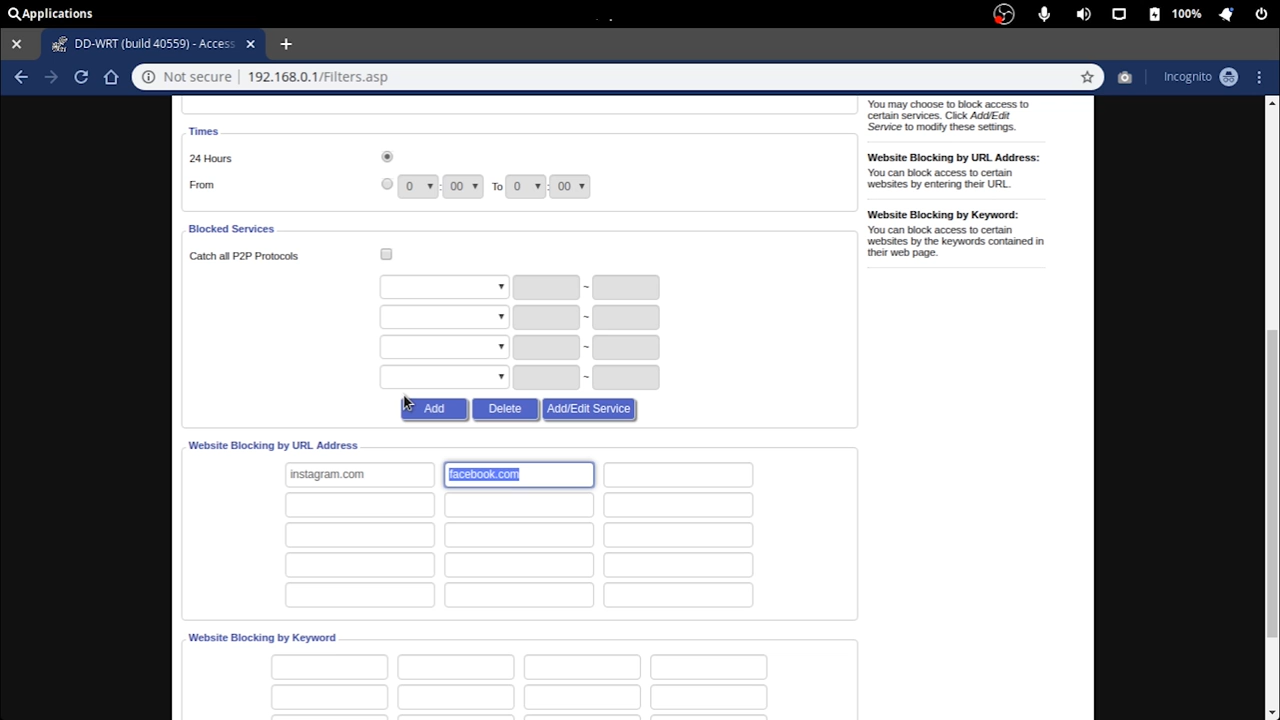 Applications
100%
DD-WRT (build 40559) - Access
Not secure | 192.168.0.1/Filters.asp
Incognito
You may choose to block access to
certain services. Click Add/Edit
Service to modify these settings.
Website Blocking by URL Address:
You can block access to certain
websites by entering their URL.
Website Blocking by Keyword:
You can block access to certain
websites by the keywords contained in
their web page.
Times
24 Hours
From 0 : 00 To 0 : 00
Blocked Services
Catch all P2P Protocols
~
~
~
~
Add Delete Add/Edit Service
Website Blocking by URL Address
instagram.com facebook.com
Website Blocking by Keyword